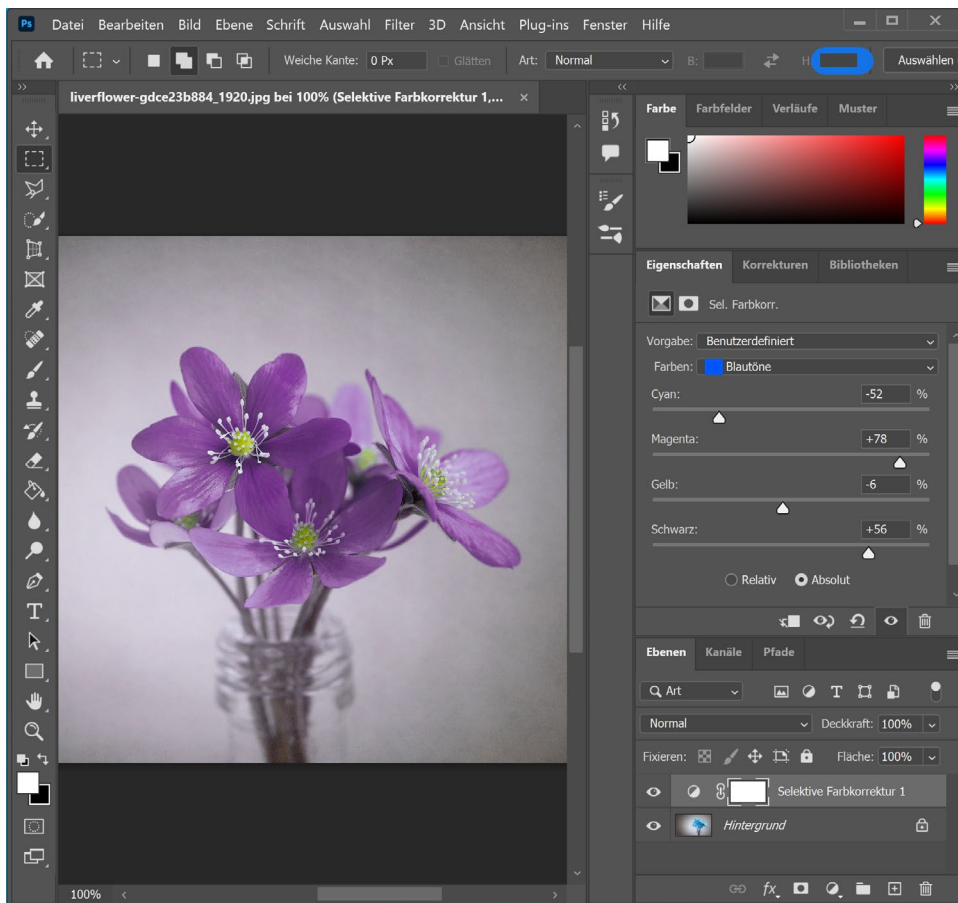 Ps Datei Bearbeiten Bild Ebene Schrift Auswahl Filter 3D Ansicht Plug-ins Fenster Hilfe
Weiche Kante: 0 Px Glätten Art: Normal B: H Auswählen
liverflower-gdce23b884_1920.jpg bei 100% (Selektive Farbkorrektur 1,...
Farbe Farbfelder Verläufe Muster
Eigenschaften Korrekturen Bibliotheken
Sel. Farbkorr.
Vorgabe: Benutzerdefiniert
Farben: Blautöne
Cyan: -52 %
Magenta: +78 %
Gelb: -6 %
Schwarz: +56 %
Relativ Absolut
Ebenen Kanäle Pfade
Art
Normal Deckkraft: 100%
Fixieren: Fläche: 100%
Selektive Farbkorrektur 1
Hintergrund
100%
fx